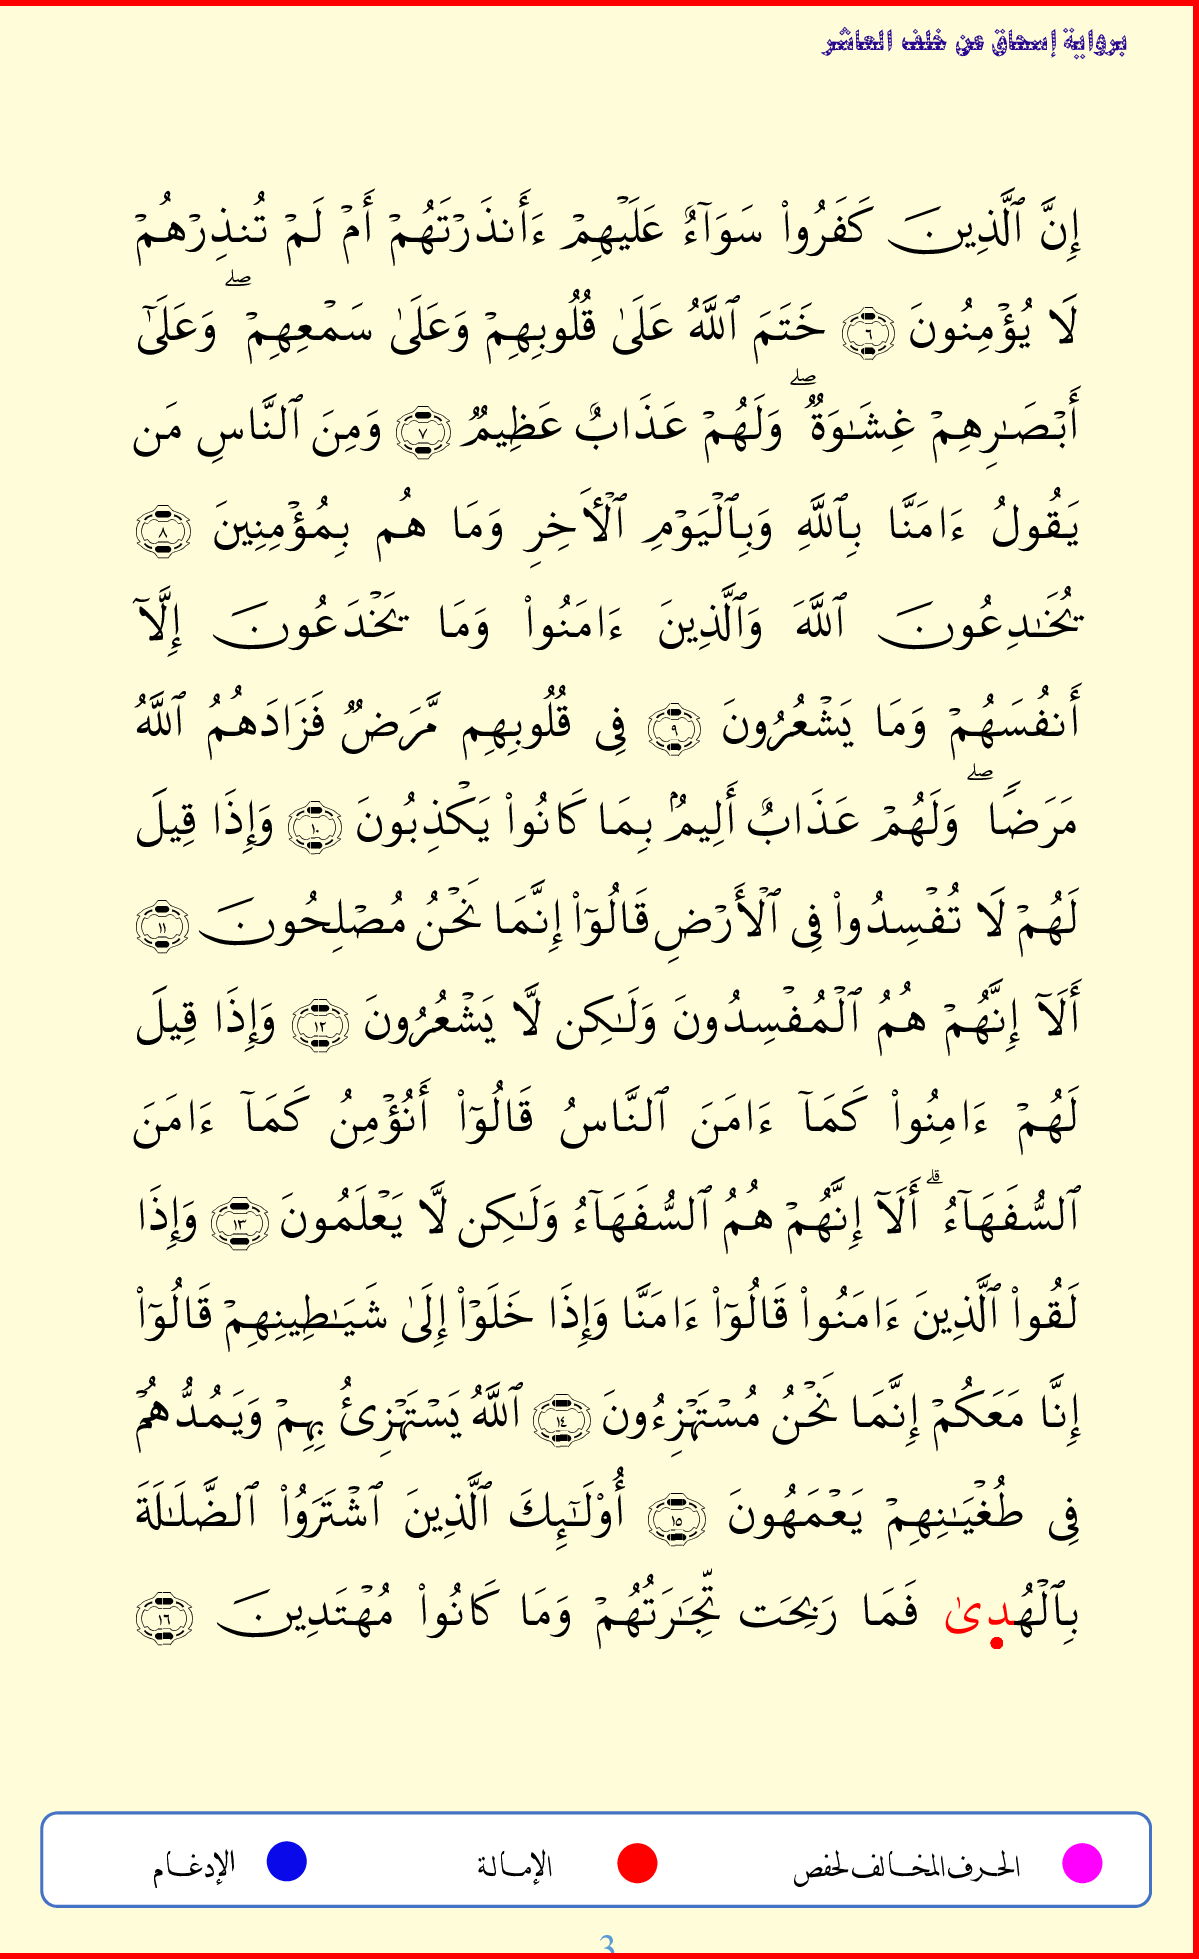 برواية إسحاق عن خلف العاشر
إِنَّ ٱلَّذِينَ كَفَرُوا۟ سَوَآءٌ عَلَيْهِمْ ءَأَنذَرْتَهُمْ أَمْ لَمْ تُنذِرْهُمْ
لَا يُؤْمِنُونَ ٦ خَتَمَ ٱللَّهُ عَلَىٰ قُلُوبِهِمْ وَعَلَىٰ سَمْعِهِمْ ۖ وَعَلَىٰٓ
أَبْصَـٰرِهِمْ غِشَـٰوَةٌ ۖ وَلَهُمْ عَذَابٌ عَظِيمٌ ٧ وَمِنَ ٱلنَّاسِ مَن
يَقُولُ ءَامَنَّا بِٱللَّهِ وَبِٱلْيَوْمِ ٱلْأَخِرِ وَمَا هُم بِمُؤْمِنِينَ ٨
يُخَـٰدِعُونَ ٱللَّهَ وَٱلَّذِينَ ءَامَنُوا۟ وَمَا يَخْدَعُونَ إِلَّآ
أَنفُسَهُمْ وَمَا يَشْعُرُونَ ٩ فِى قُلُوبِهِم مَّرَضٌ فَزَادَهُمُ ٱللَّهُ
مَرَضًا ۖ وَلَهُمْ عَذَابٌ أَلِيمٌۢ بِمَا كَانُوا۟ يَكْذِبُونَ ١٠ وَإِذَا قِيلَ
لَهُمْ لَا تُفْسِدُوا۟ فِى ٱلْأَرْضِ قَالُوٓا۟ إِنَّمَا نَحْنُ مُصْلِحُونَ ١١
أَلَآ إِنَّهُمْ هُمُ ٱلْمُفْسِدُونَ وَلَـٰكِن لَّا يَشْعُرُونَ ١٢ وَإِذَا قِيلَ
لَهُمْ ءَامِنُوا۟ كَمَآ ءَامَنَ ٱلنَّاسُ قَالُوٓا۟ أَنُؤْمِنُ كَمَآ ءَامَنَ
ٱلسُّفَهَآءُ ۗ أَلَآ إِنَّهُمْ هُمُ ٱلسُّفَهَآءُ وَلَـٰكِن لَّا يَعْلَمُونَ ١٣ وَإِذَا
لَقُوا۟ ٱلَّذِينَ ءَامَنُوا۟ قَالُوٓا۟ ءَامَنَّا وَإِذَا خَلَوْا۟ إِلَىٰ شَيَـٰطِينِهِمْ قَالُوٓا۟
إِنَّا مَعَكُمْ إِنَّمَا نَحْنُ مُسْتَهْزِءُونَ ١٤ ٱللَّهُ يَسْتَهْزِئُ بِهِمْ وَيَمُدُّهُمْ
فِى طُغْيَـٰنِهِمْ يَعْمَهُونَ ١٥ أُو۟لَـٰٓئِكَ ٱلَّذِينَ ٱشْتَرَوُا۟ ٱلضَّلَـٰلَةَ
بِٱلْهُدِىٰ فَمَا رَبِحَت تِّجَـٰرَتُهُمْ وَمَا كَانُوا۟ مُهْتَدِينَ ١٦
الحرف المخالف لحفص
الإمالة
الإدغام
3